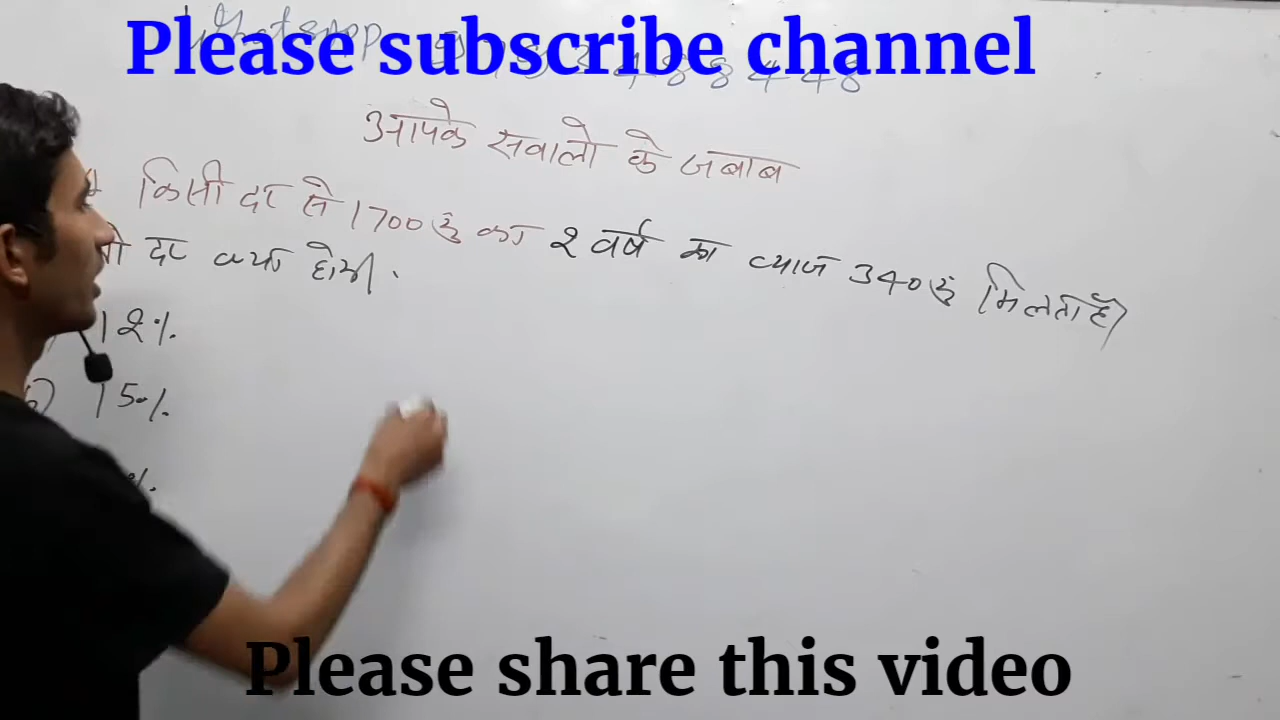 Please subscribe channel
Whatsapp
आपके सवालो के जबाब
किसी दर से 1700 रु का 2 वर्ष का ब्याज 340 रु मिलता है।
तो दर क्या होगी.
12%
15%
%.
Please share this video